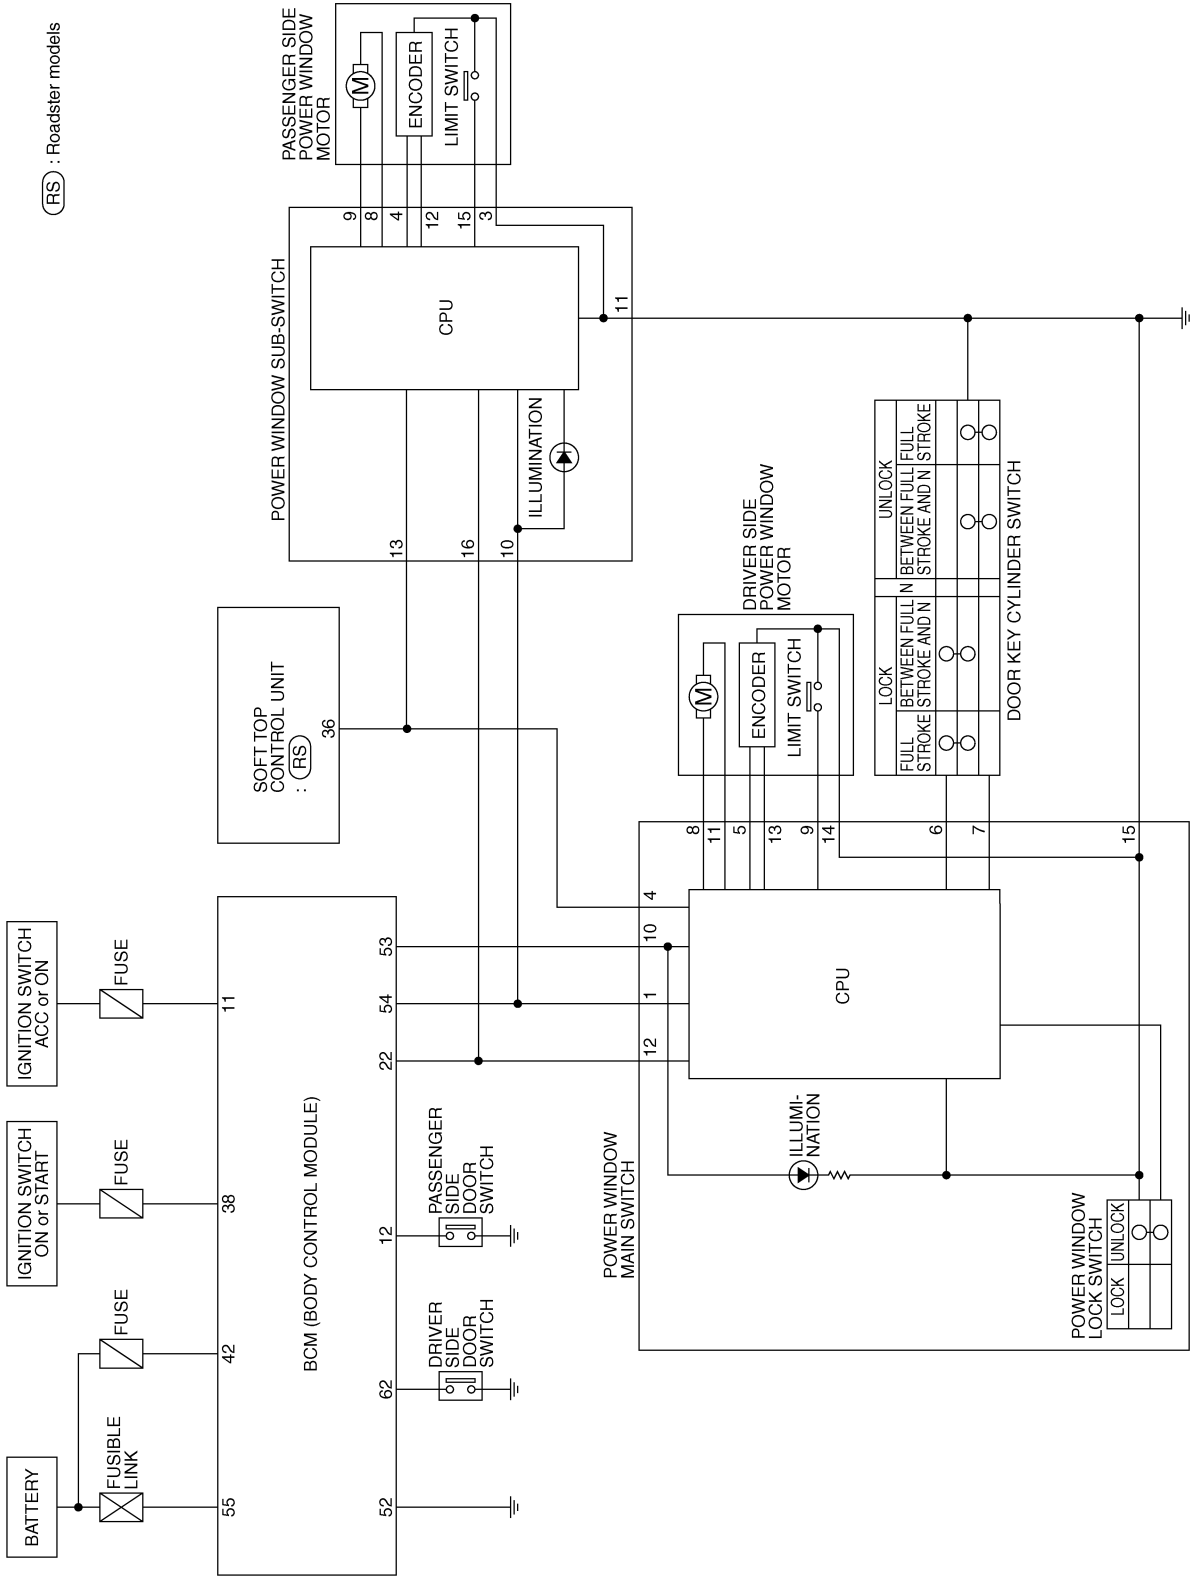 BATTERY
FUSIBLE
LINK
FUSE
IGNITION SWITCH
ON or START
FUSE
IGNITION SWITCH
ACC or ON
FUSE
RS : Roadster models
55
42
38
11
BCM (BODY CONTROL MODULE)
52
62
12
22
54
53
DRIVER
SIDE
DOOR
SWITCH
PASSENGER
SIDE
DOOR
SWITCH
SOFT TOP
CONTROL UNIT
: RS
36
POWER WINDOW SUB-SWITCH
13
16
10
ILLUMINATION
CPU
9
8
4
12
15
3
11
PASSENGER SIDE
POWER WINDOW
MOTOR
M
ENCODER
LIMIT SWITCH
POWER WINDOW
MAIN SWITCH
12
1
10
4
ILLUMI-
NATION
CPU
8
11
5
13
9
14
6
7
15
DRIVER SIDE
POWER WINDOW
MOTOR
M
ENCODER
LIMIT SWITCH
LOCK
N
UNLOCK
FULL
STROKE
BETWEEN FULL
STROKE AND N
BETWEEN FULL
STROKE AND N
FULL
STROKE
DOOR KEY CYLINDER SWITCH
POWER WINDOW
LOCK SWITCH
LOCK
UNLOCK